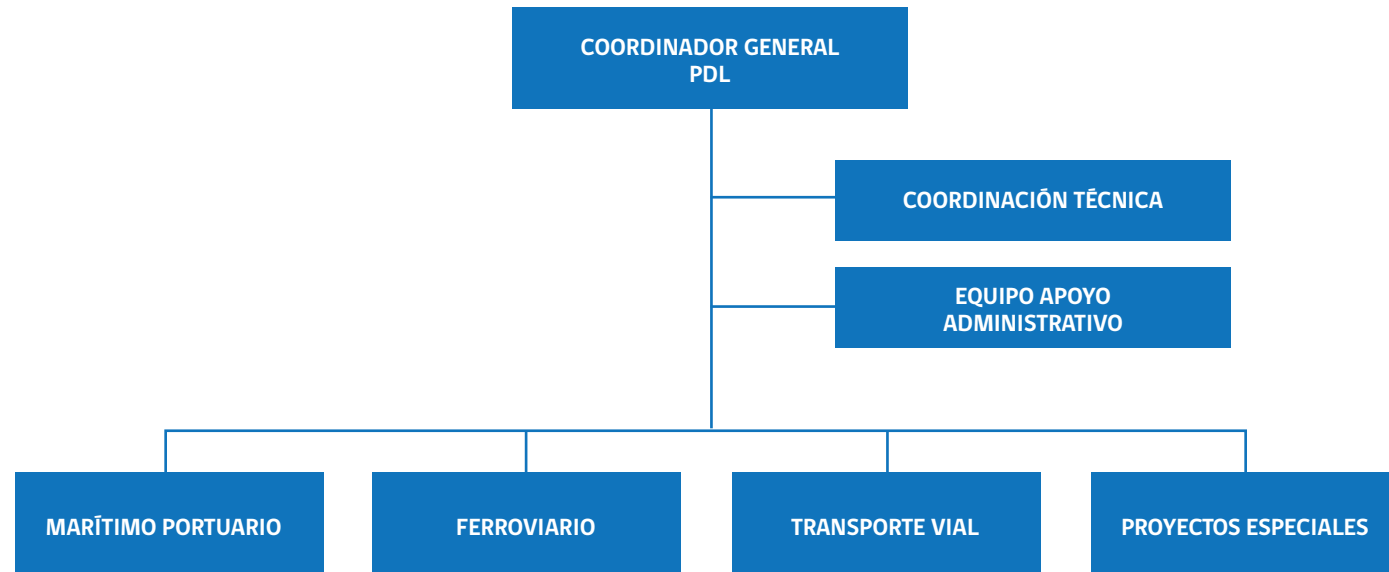 COORDINADOR GENERAL
PDL
COORDINACIÓN TÉCNICA
EQUIPO APOYO
ADMINISTRATIVO
MARÍTIMO PORTUARIO
FERROVIARIO
TRANSPORTE VIAL
PROYECTOS ESPECIALES